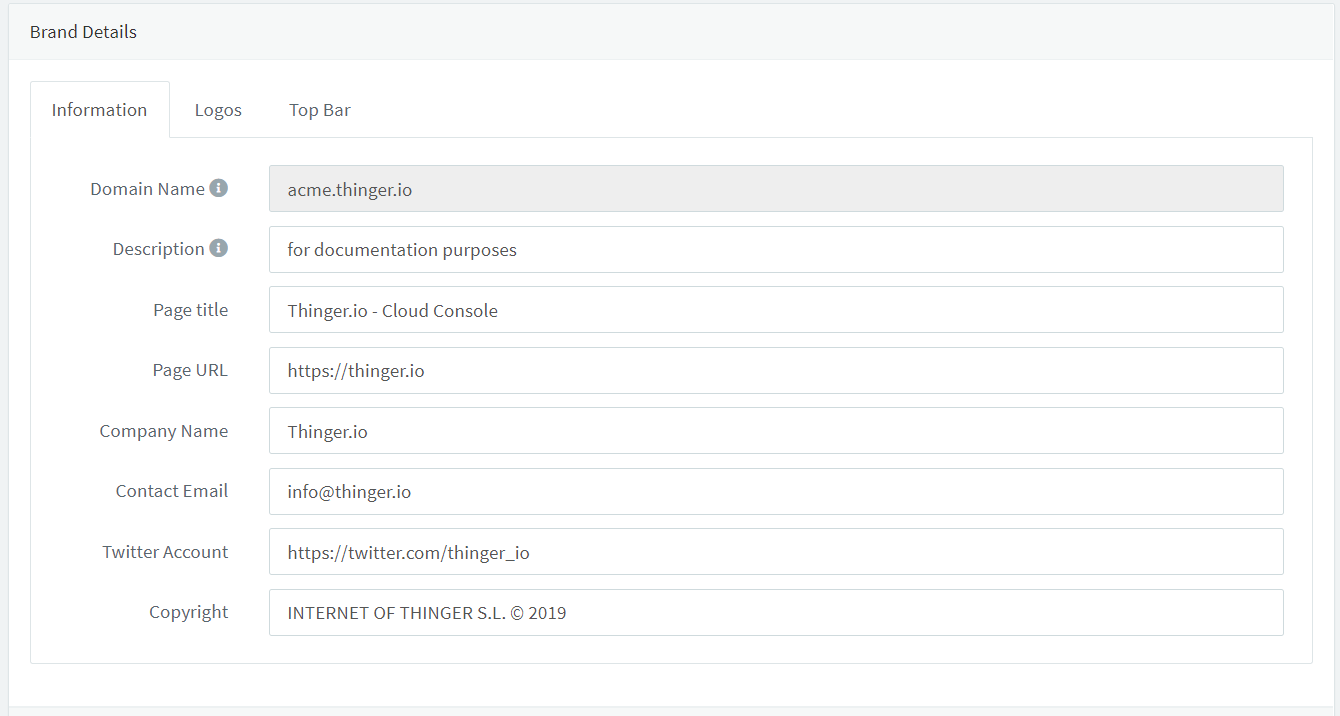 Brand Details
Information Logos Top Bar
Domain Name acme.thinger.io
Description for documentation purposes
Page title Thinger.io - Cloud Console
Page URL https://thinger.io
Company Name Thinger.io
Contact Email info@thinger.io
Twitter Account https://twitter.com/thinger_io
Copyright INTERNET OF THINGER S.L. © 2019